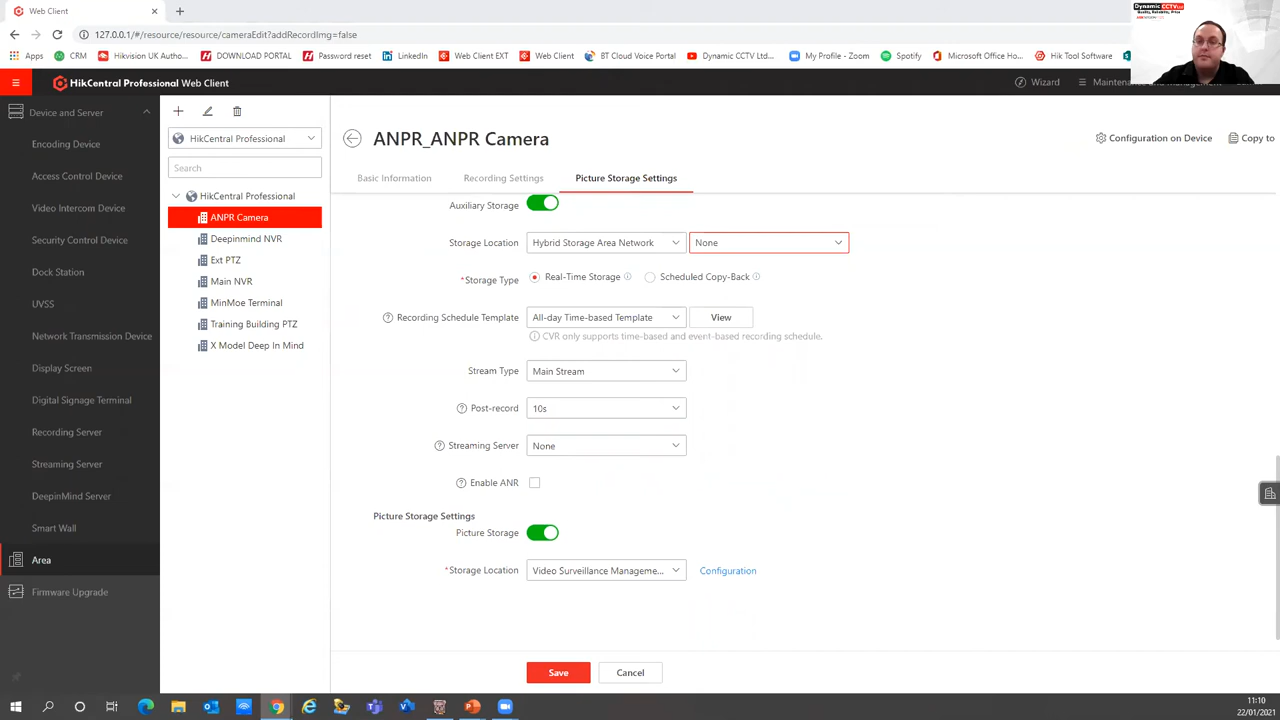 Web Client
127.0.0.1/#/resource/resource/cameraEdit?addRecordImg=false
Apps CRM Hikvision UK Autho... DOWNLOAD PORTAL Password reset LinkedIn Web Client EXT Web Client BT Cloud Voice Portal Dynamic CCTV Ltd... My Profile - Zoom Spotify Microsoft Office Hom... Hik Tool Software
Dynamic CCTV Ltd
Quality, Reliability, Price
HIKVISION
HikCentral Professional Web Client
Wizard
Maintenance and Management
Device and Server
Encoding Device
Access Control Device
Video Intercom Device
Security Control Device
Dock Station
UVSS
Network Transmission Device
Display Screen
Digital Signage Terminal
Recording Server
Streaming Server
DeepinMind Server
Smart Wall
Area
Firmware Upgrade
HikCentral Professional
Search
HikCentral Professional
ANPR Camera
Deepinmind NVR
Ext PTZ
Main NVR
MinMoe Terminal
Training Building PTZ
X Model Deep In Mind
ANPR_ANPR Camera
Configuration on Device
Copy to
Basic Information Recording Settings Picture Storage Settings
Auxiliary Storage
Storage Location Hybrid Storage Area Network None
*Storage Type Real-Time Storage Scheduled Copy-Back
Recording Schedule Template All-day Time-based Template View
CVR only supports time-based and event-based recording schedule.
Stream Type Main Stream
Post-record 10s
Streaming Server None
Enable ANR
Picture Storage Settings
Picture Storage
*Storage Location Video Surveillance Manageme... Configuration
Save Cancel
11:10
22/01/2021